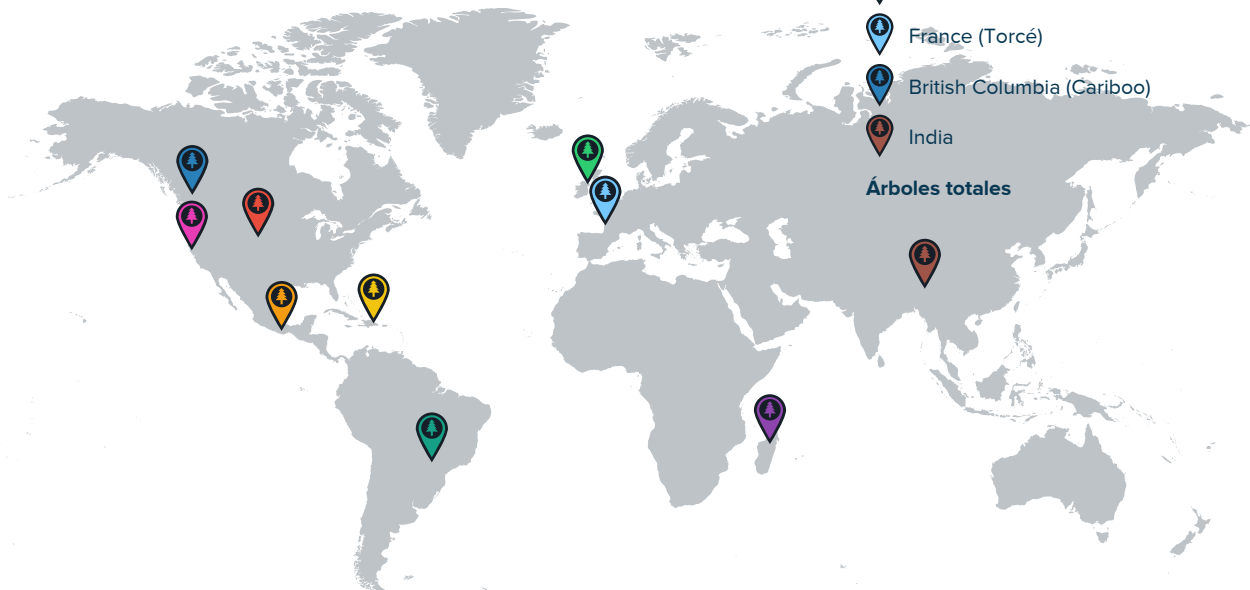 France (Torcé)
British Columbia (Cariboo)
India
Árboles totales